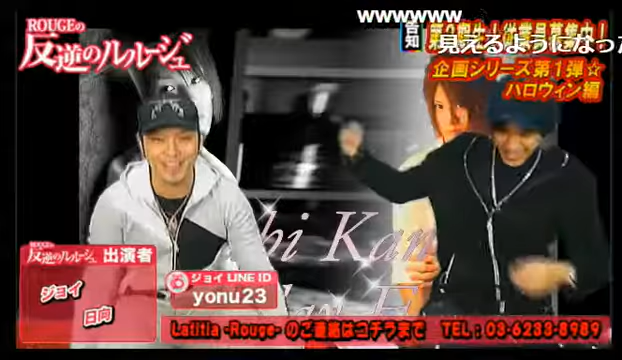 wwwwwww
ROUGEの
反逆のルルージュ
告知
見えるようになった
企画シリーズ第1弾☆
ハロウィン編
ROUGEの
反逆のルルージュ 出演者
ジョイ
日向
ジョイ LINE ID
yonu23
hi Kan
Latitia -Rouge- のご連絡はコチラまで TEL：03-6233-8989